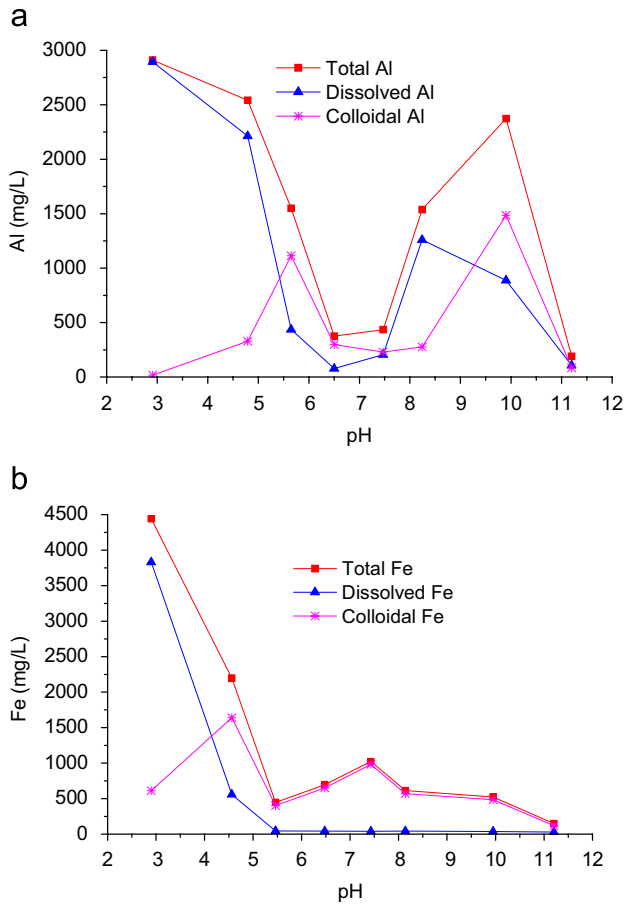 a
3000
2500
2000
1500
1000
500
0
Al (mg/L)
Total Al
Dissolved Al
Colloidal Al
2 3 4 5 6 7 8 9 10 11 12
pH
b
4500
4000
3500
3000
2500
2000
1500
1000
500
0
Fe (mg/L)
Total Fe
Dissolved Fe
Colloidal Fe
2 3 4 5 6 7 8 9 10 11 12
pH